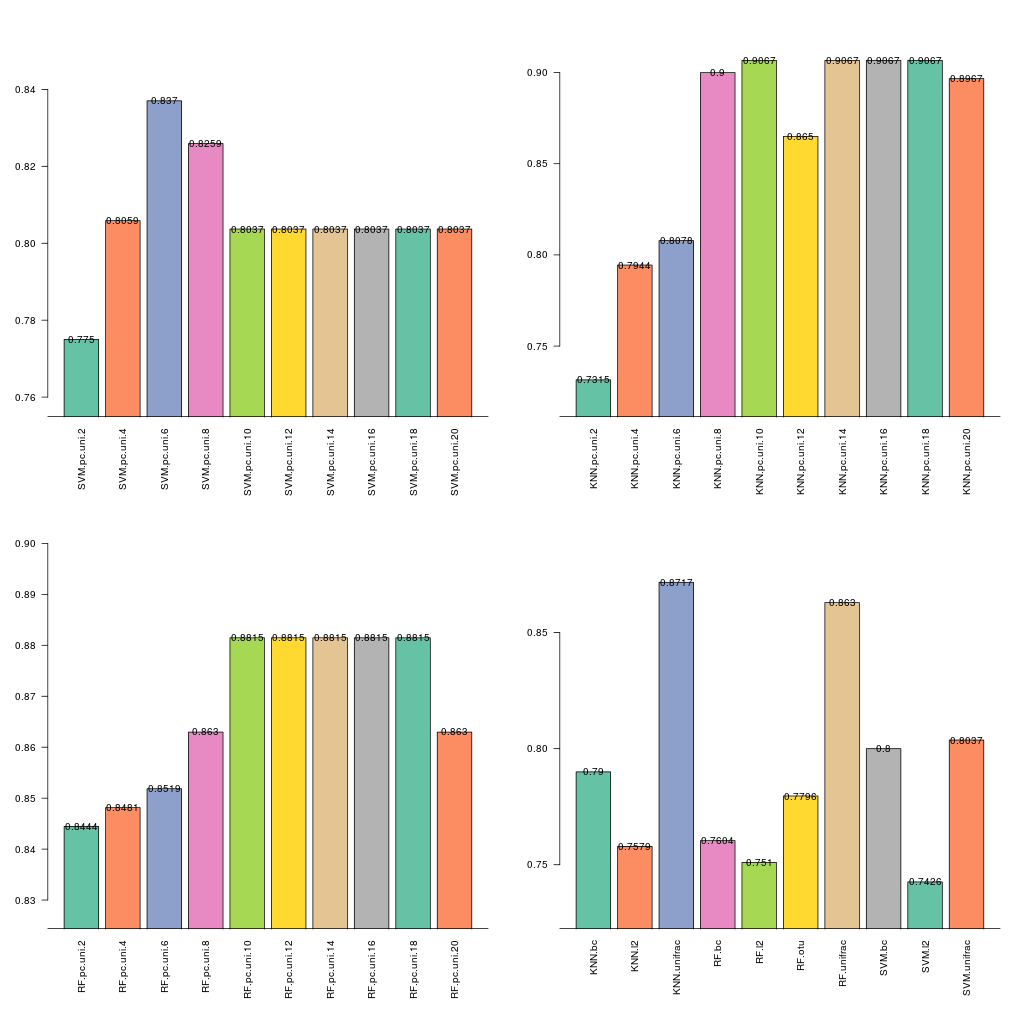 0.84
0.82
0.80
0.78
0.76
0.775
0.8059
0.837
0.8259
0.8037
0.8037
0.8037
0.8037
0.8037
0.8037
SVM.pc.uni.2
SVM.pc.uni.4
SVM.pc.uni.6
SVM.pc.uni.8
SVM.pc.uni.10
SVM.pc.uni.12
SVM.pc.uni.14
SVM.pc.uni.16
SVM.pc.uni.18
SVM.pc.uni.20
0.90
0.85
0.80
0.75
0.7315
0.7944
0.8078
0.9
0.9067
0.865
0.9067
0.9067
0.9067
0.8967
KNN.pc.uni.2
KNN.pc.uni.4
KNN.pc.uni.6
KNN.pc.uni.8
KNN.pc.uni.10
KNN.pc.uni.12
KNN.pc.uni.14
KNN.pc.uni.16
KNN.pc.uni.18
KNN.pc.uni.20
0.90
0.89
0.88
0.87
0.86
0.85
0.84
0.83
0.8444
0.8481
0.8519
0.863
0.8815
0.8815
0.8815
0.8815
0.8815
0.863
RF.pc.uni.2
RF.pc.uni.4
RF.pc.uni.6
RF.pc.uni.8
RF.pc.uni.10
RF.pc.uni.12
RF.pc.uni.14
RF.pc.uni.16
RF.pc.uni.18
RF.pc.uni.20
0.85
0.80
0.75
0.79
0.7579
0.8717
0.7604
0.751
0.7796
0.863
0.8
0.7426
0.8037
KNN.bc
KNN.l2
KNN.unifrac
RF.bc
RF.l2
RF.otu
RF.unifrac
SVM.bc
SVM.l2
SVM.unifrac